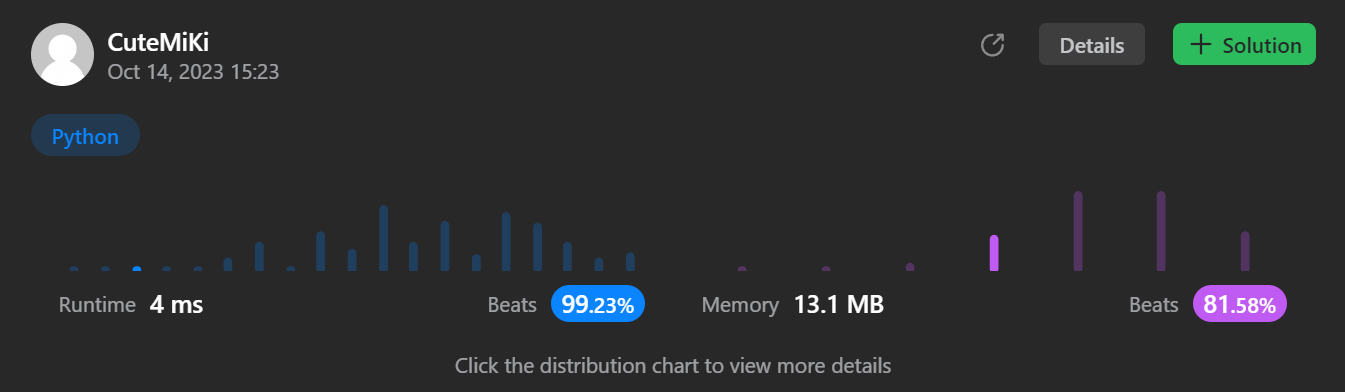 CuteMiKi
Oct 14, 2023 15:23
Details
+ Solution
Python
Runtime 4 ms Beats 99.23% Memory 13.1 MB Beats 81.58%
Click the distribution chart to view more details